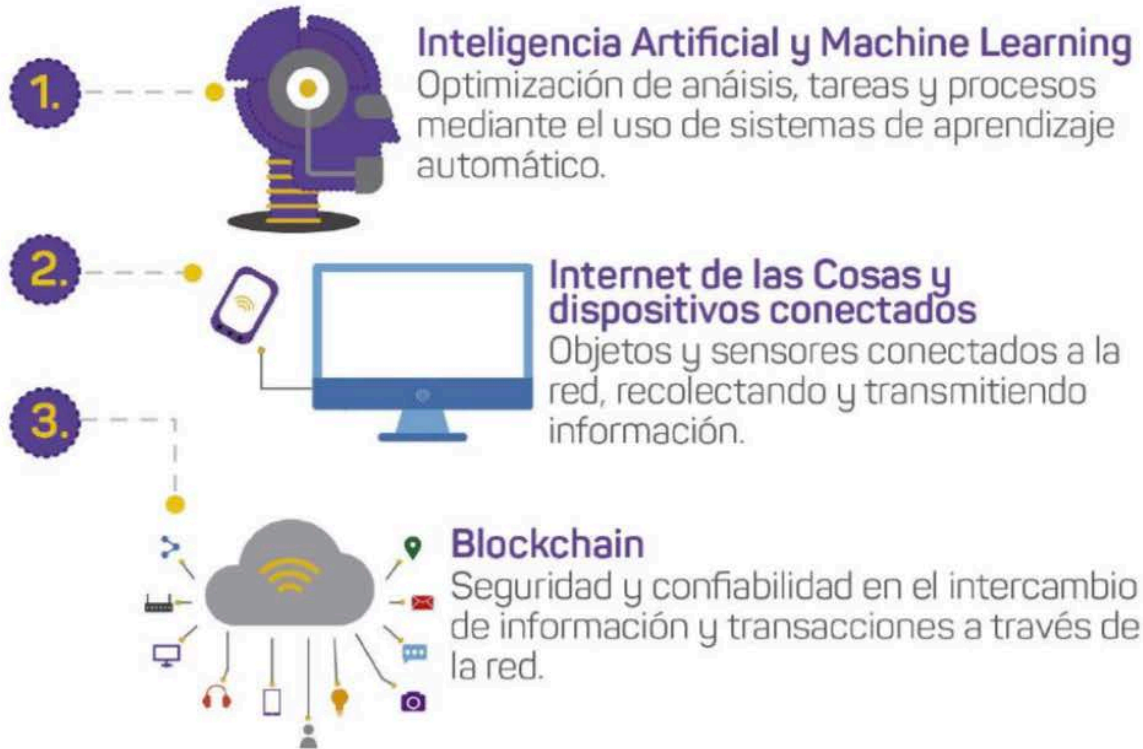 1.
Inteligencia Artificial y Machine Learning
Optimización de anáisis, tareas y procesos
mediante el uso de sistemas de aprendizaje
automático.
2.
Internet de las Cosas y
dispositivos conectados
Objetos y sensores conectados a la
red, recolectando y transmitiendo
información.
3.
Blockchain
Seguridad y confiabilidad en el intercambio
de información y transacciones a través de
la red.